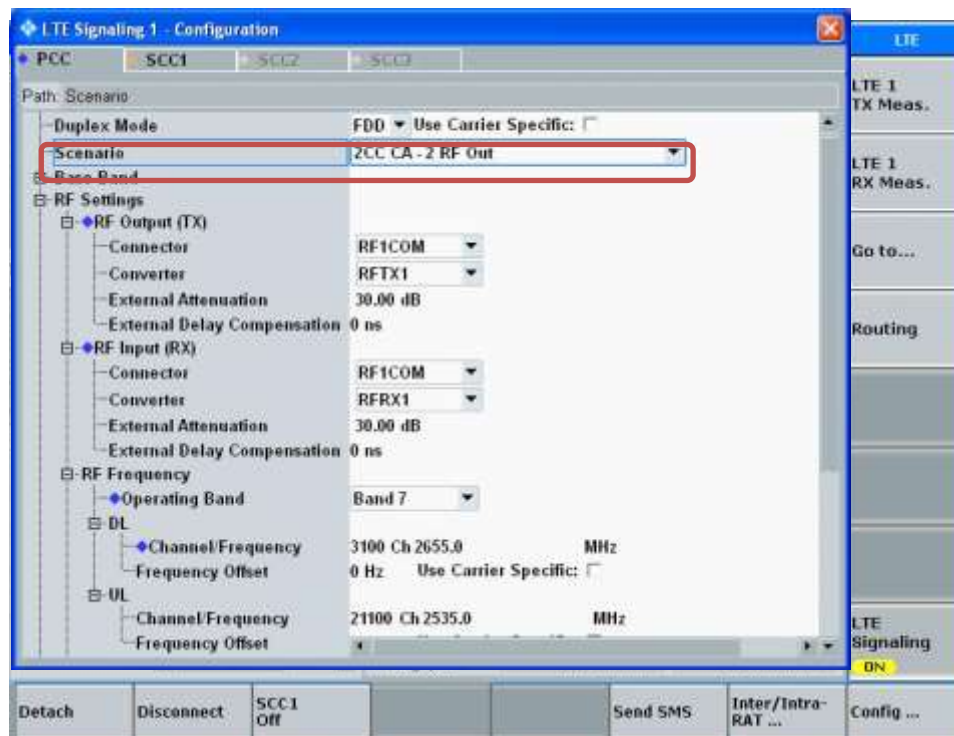 LTE Signaling 1 - Configuration
PCC SCC1 SCC2 SCC3
Path: Scenario
Duplex Mode FDD Use Carrier Specific:
Scenario 2CC CA - 2 RF Out
Base Band
RF Settings
RF Output (TX)
Connector RF1COM
Converter RFTX1
External Attenuation 30.00 dB
External Delay Compensation 0 ns
RF Input (RX)
Connector RF1COM
Converter RFRX1
External Attenuation 30.00 dB
External Delay Compensation 0 ns
RF Frequency
Operating Band Band 7
DL
Channel/Frequency 3100 Ch 2655.0 MHz
Frequency Offset 0 Hz Use Carrier Specific:
UL
Channel/Frequency 21100 Ch 2535.0 MHz
Frequency Offset
LTE
LTE 1
TX Meas.
LTE 1
RX Meas.
Go to...
Routing
LTE
Signaling
ON
Detach
Disconnect
SCC1
Off
Send SMS
Inter/Intra-
RAT ...
Config ...